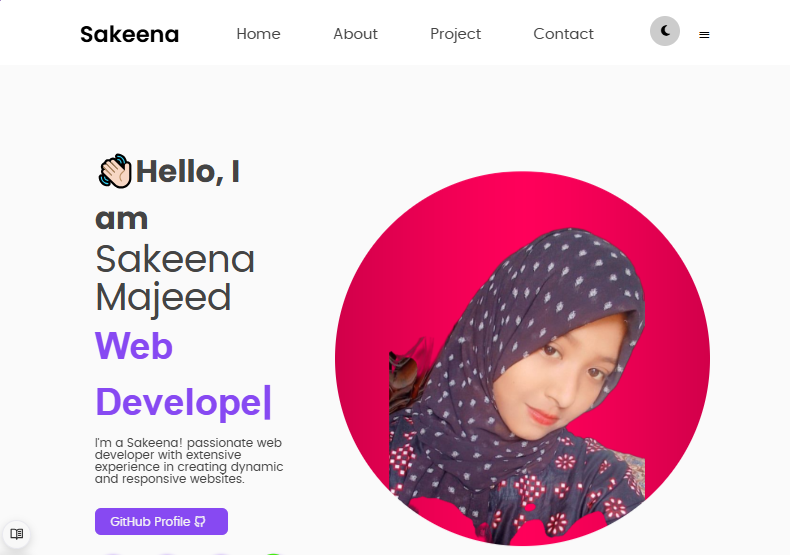 Sakeena Home About Project Contact
Hello, I
am
Sakeena
Majeed
Web
Develope|
I'm a Sakeena! passionate web
developer with extensive
experience in creating dynamic
and responsive websites.
GitHub Profile